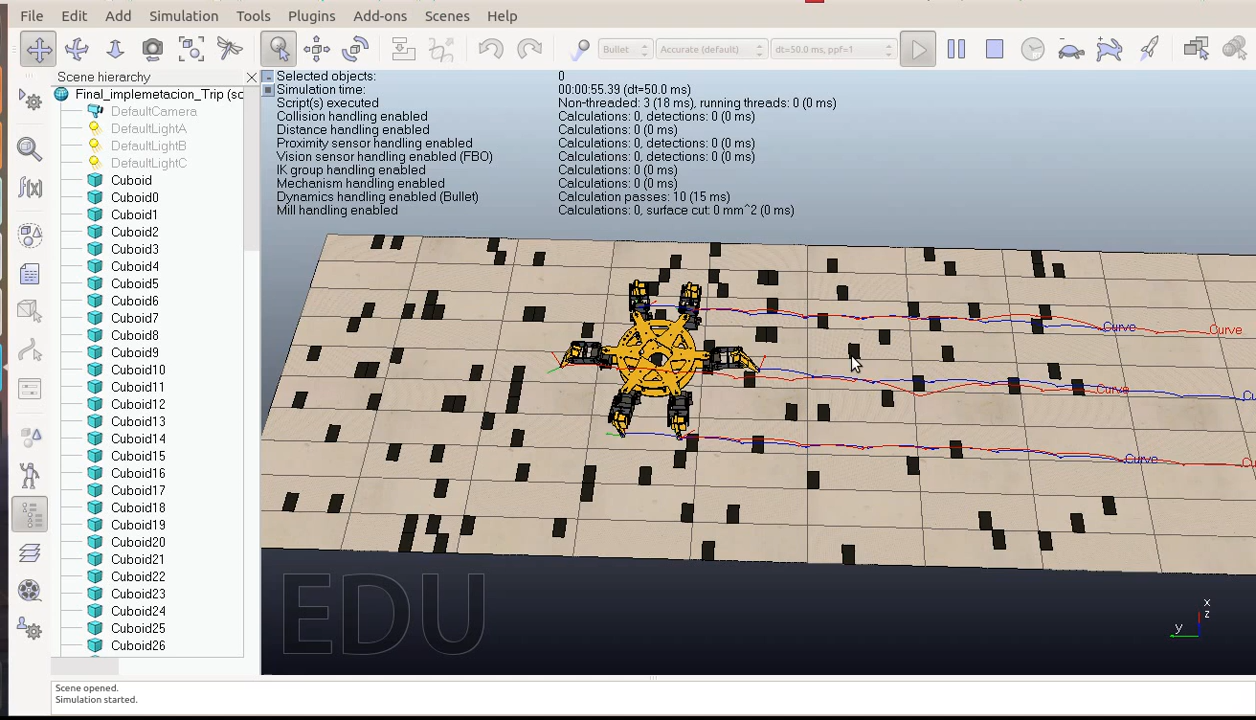 File Edit Add Simulation Tools Plugins Add-ons Scenes Help
Bullet Accurate (default) dt=50.0 ms, ppf=1
Scene hierarchy
Final_implemetacion_Trip (sc
DefaultCamera
DefaultLightA
DefaultLightB
DefaultLightC
Cuboid
Cuboid0
Cuboid1
Cuboid2
Cuboid3
Cuboid4
Cuboid5
Cuboid6
Cuboid7
Cuboid8
Cuboid9
Cuboid10
Cuboid11
Cuboid12
Cuboid13
Cuboid14
Cuboid15
Cuboid16
Cuboid17
Cuboid18
Cuboid19
Cuboid20
Cuboid21
Cuboid22
Cuboid23
Cuboid24
Cuboid25
Cuboid26
Selected objects: 0
Simulation time: 00:00:55.39 (dt=50.0 ms)
Script(s) executed Non-threaded: 3 (18 ms), running threads: 0 (0 ms)
Collision handling enabled Calculations: 0, detections: 0 (0 ms)
Distance handling enabled Calculations: 0 (0 ms)
Proximity sensor handling enabled Calculations: 0, detections: 0 (0 ms)
Vision sensor handling enabled (FBO) Calculations: 0, detections: 0 (0 ms)
IK group handling enabled Calculations: 0 (0 ms)
Mechanism handling enabled Calculations: 0 (0 ms)
Dynamics handling enabled (Bullet) Calculation passes: 10 (15 ms)
Mill handling enabled Calculations: 0, surface cut: 0 mm^2 (0 ms)
Curve Curve
Curve Cu
Curve Cu
EDU
x
z
y
f(x)
Scene opened.
Simulation started.